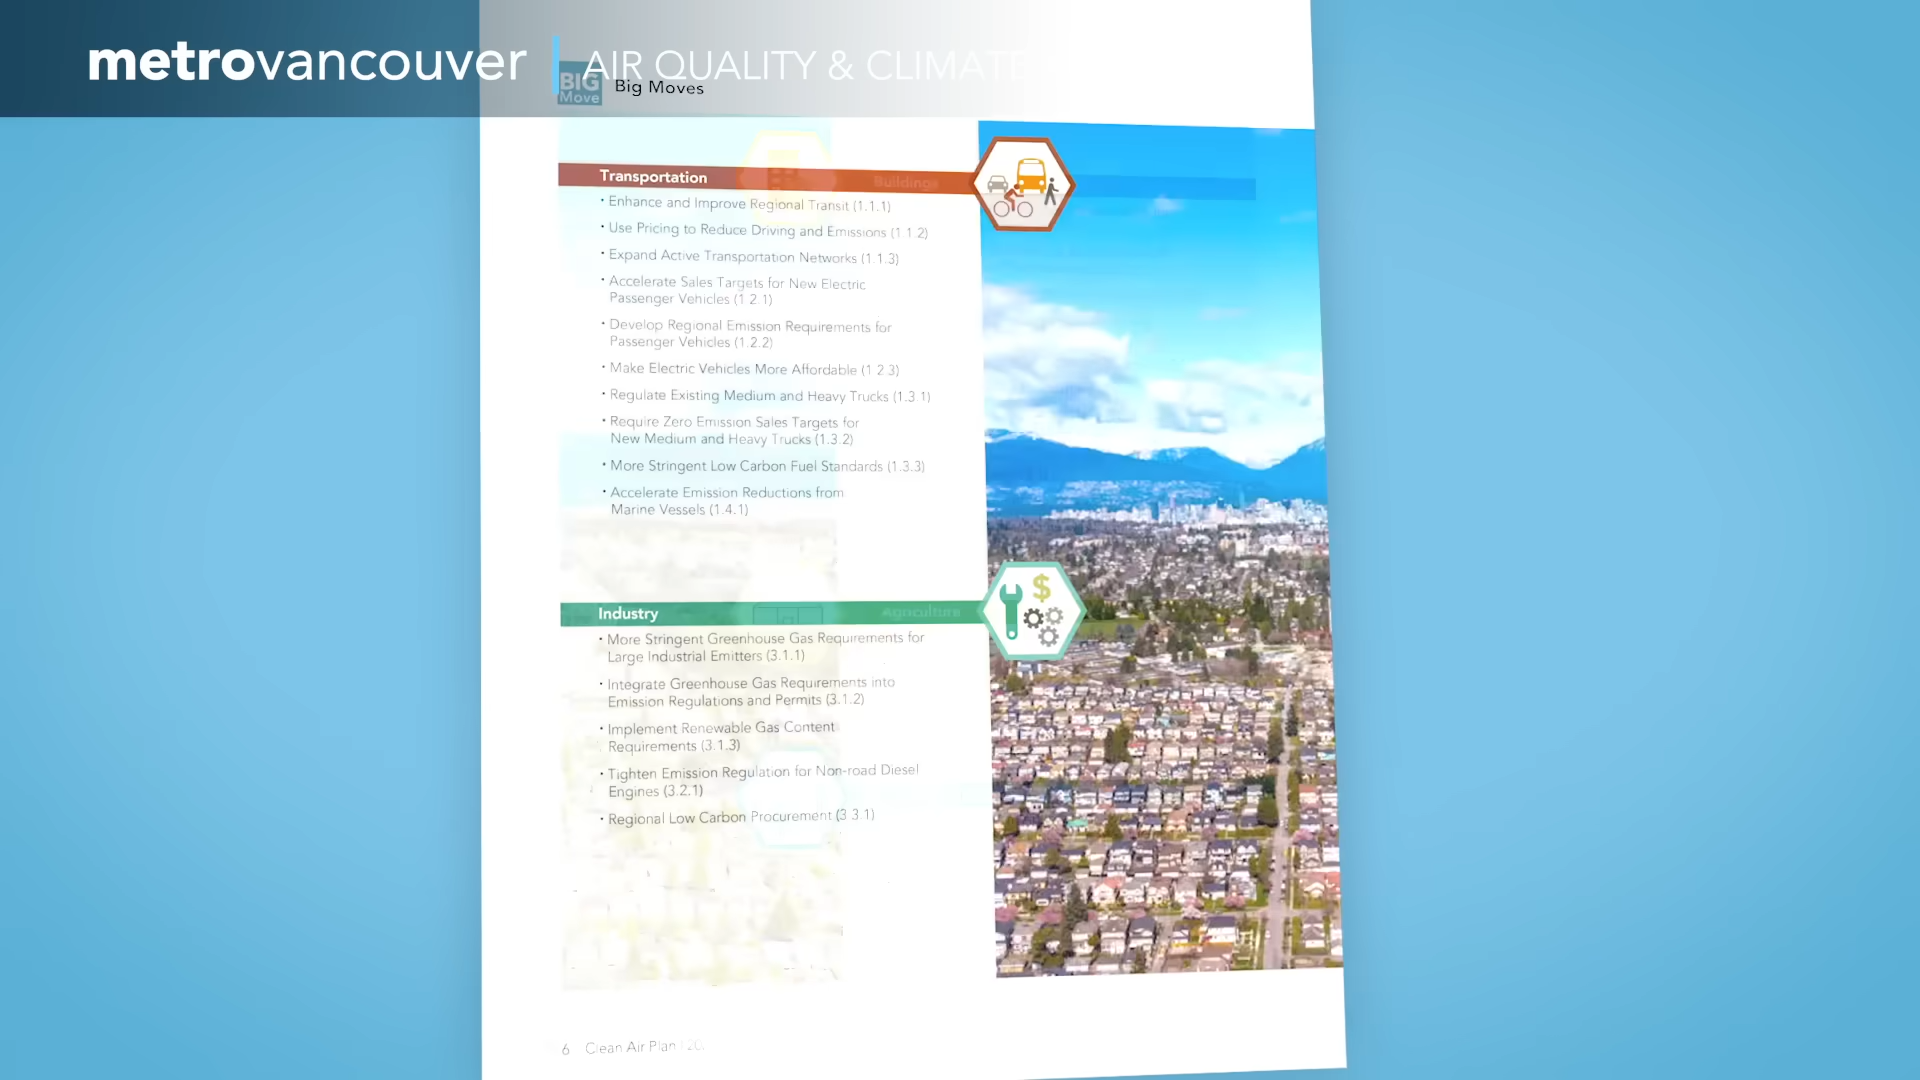 metrovancouver
AIR QUALITY & CLIMATE
BIG
Move
Big Moves
Transportation
Buildings
• Enhance and Improve Regional Transit (1.1.1)
• Use Pricing to Reduce Driving and Emissions (1.1.2)
• Expand Active Transportation Networks (1.1.3)
• Accelerate Sales Targets for New Electric
Passenger Vehicles (1.2.1)
• Develop Regional Emission Requirements for
Passenger Vehicles (1.2.2)
• Make Electric Vehicles More Affordable (1.2.3)
• Regulate Existing Medium and Heavy Trucks (1.3.1)
• Require Zero Emission Sales Targets for
New Medium and Heavy Trucks (1.3.2)
• More Stringent Low Carbon Fuel Standards (1.3.3)
• Accelerate Emission Reductions from
Marine Vessels (1.4.1)
Industry
Agriculture
$
• More Stringent Greenhouse Gas Requirements for
Large Industrial Emitters (3.1.1)
• Integrate Greenhouse Gas Requirements into
Emission Regulations and Permits (3.1.2)
• Implement Renewable Gas Content
Requirements (3.1.3)
• Tighten Emission Regulation for Non-road Diesel
Engines (3.2.1)
• Regional Low Carbon Procurement (3.3.1)
6 Clean Air Plan